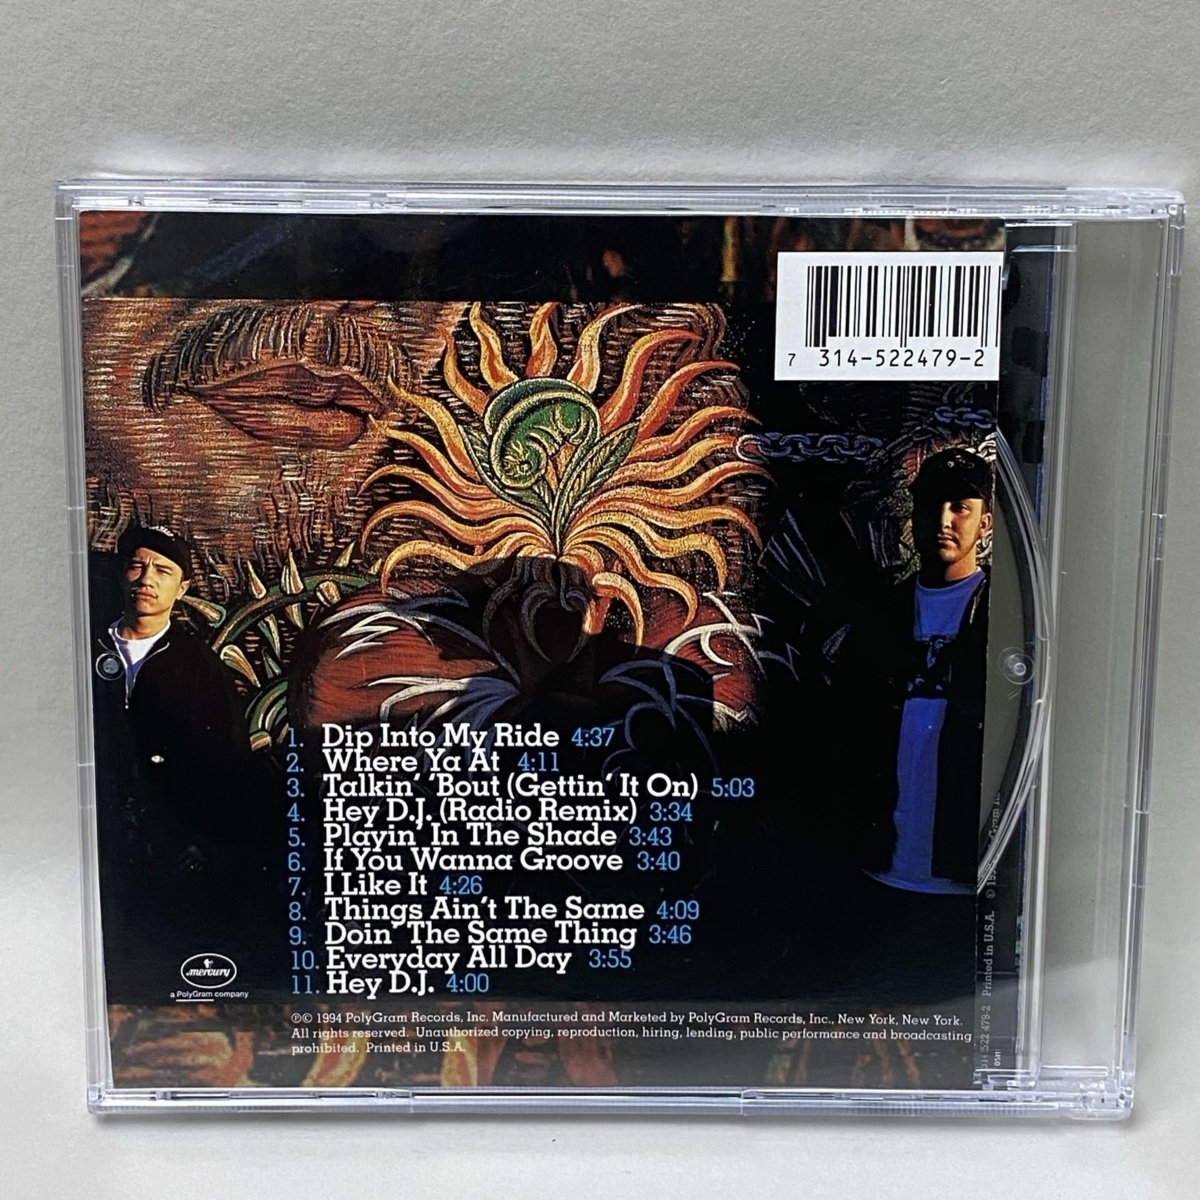 7 314-522479-2
1. Dip Into My Ride 4:37
2. Where Ya At 4:11
3. Talkin' 'Bout (Gettin' It On) 5:03
4. Hey D.J. (Radio Remix) 3:34
5. Playin' In The Shade 3:43
6. If You Wanna Groove 3:40
7. I Like It 4:26
8. Things Ain't The Same 4:09
9. Doin' The Same Thing 3:46
10. Everyday All Day 3:55
11. Hey D.J. 4:00
mercury
a PolyGram company
℗© 1994 PolyGram Records, Inc. Manufactured and Marketed by PolyGram Records, Inc., New York, New York.
All rights reserved. Unauthorized copying, reproduction, hiring, lending, public performance and broadcasting
prohibited. Printed in U.S.A.
522 479-2 Printed in U.S.A. ©